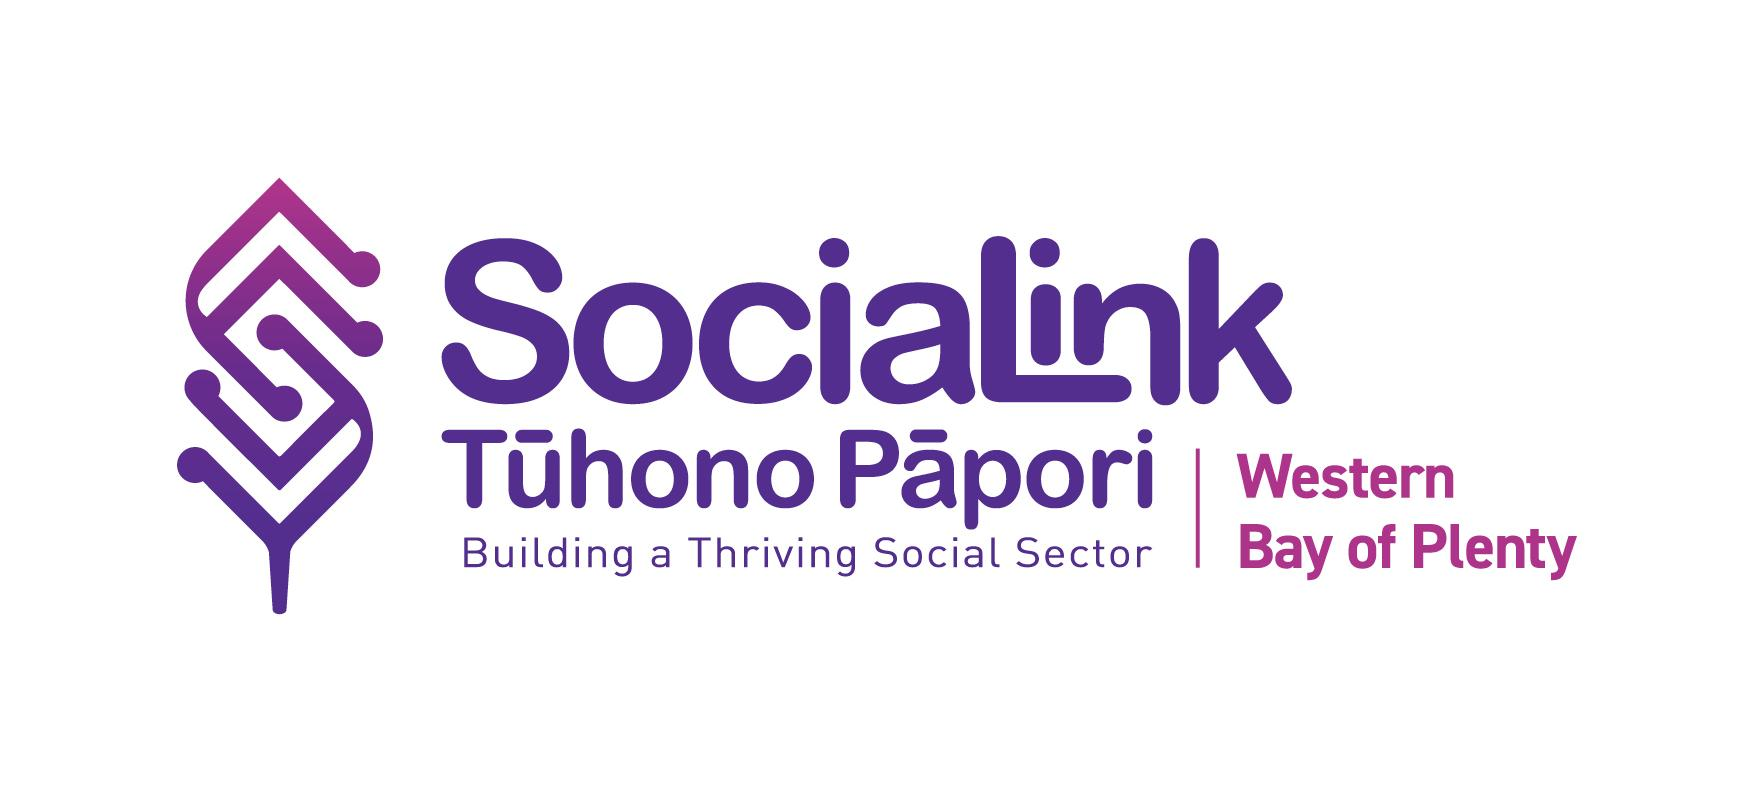 SociaLink
Tūhono Pāpori
Building a Thriving Social Sector
Western
Bay of Plenty